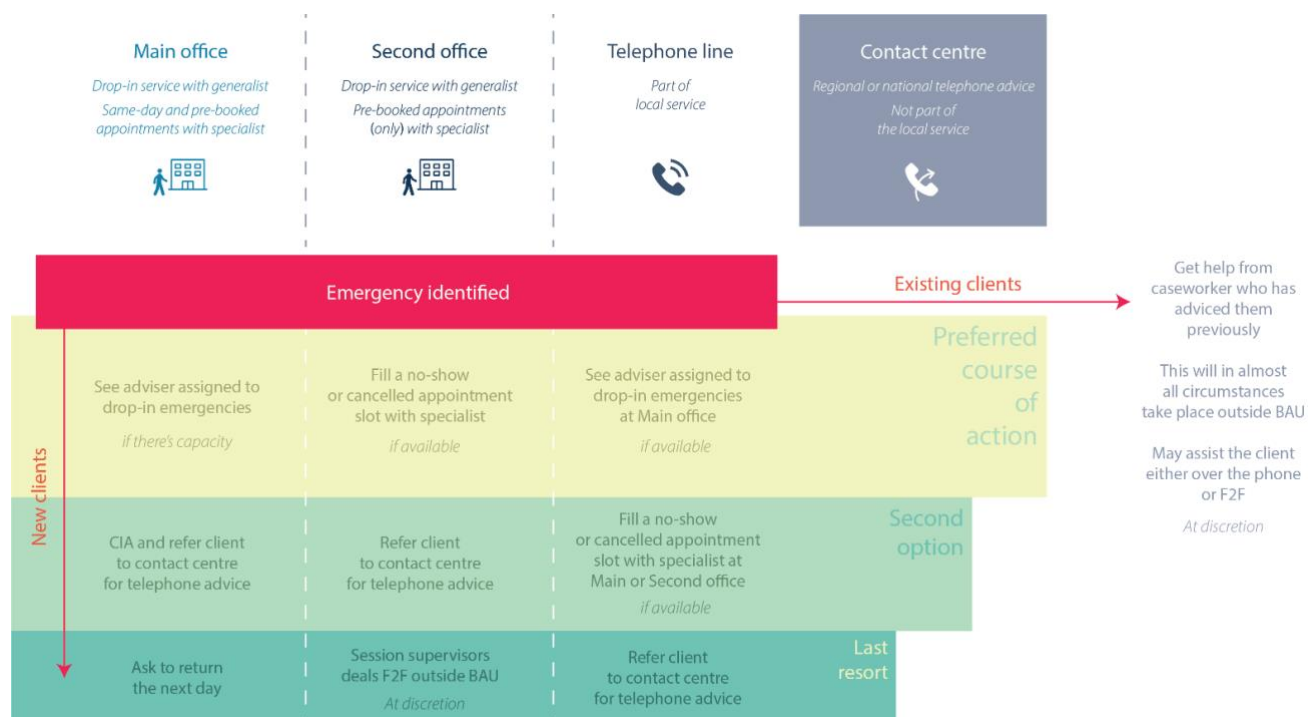 Main office
Drop-in service with generalist
Same-day and pre-booked
appointments with specialist
Second office
Drop-in service with generalist
Pre-booked appointments
(only) with specialist
Telephone line
Part of
local service
Contact centre
Regional or national telephone advice
Not part of
the local service
Emergency identified
Existing clients
Get help from
caseworker who has
adviced them
previously
This will in almost
all circumstances
take place outside BAU
May assist the client
either over the phone
or F2F
At discretion
New clients
Preferred
course
of
action
See adviser assigned to
drop-in emergencies
if there's capacity
Fill a no-show
or cancelled appointment
slot with specialist
if available
See adviser assigned to
drop-in emergencies
at Main office
if available
Second
option
CIA and refer client
to contact centre
for telephone advice
Refer client
to contact centre
for telephone advice
Fill a no-show
or cancelled appointment
slot with specialist at
Main or Second office
if available
Last
resort
Ask to return
the next day
Session supervisors
deals F2F outside BAU
At discretion
Refer client
to contact centre
for telephone advice